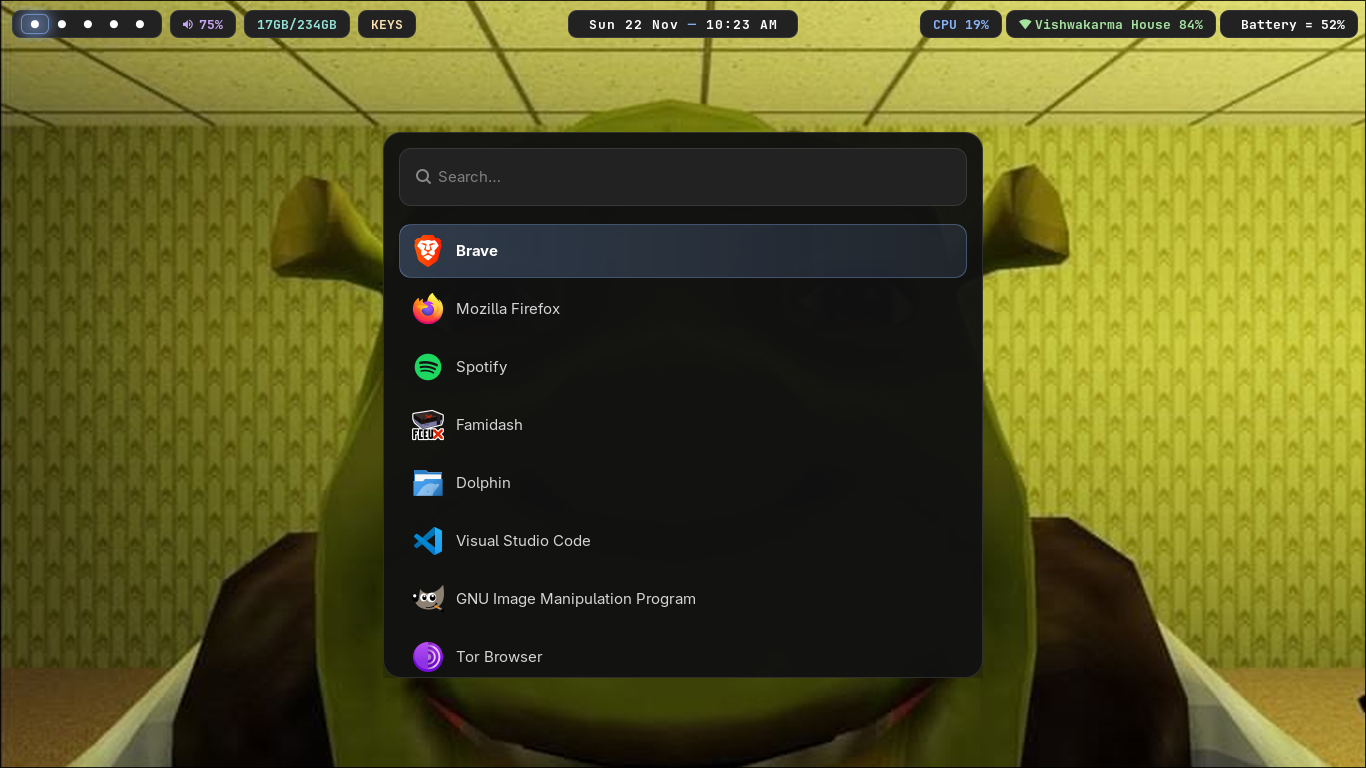 75%
17GB/234GB
KEYS
Sun 22 Nov — 10:23 AM
CPU 19%
Vishwakarma House 84%
Battery = 52%
Search...
Brave
Mozilla Firefox
Spotify
FCEUX
Famidash
Dolphin
Visual Studio Code
GNU Image Manipulation Program
Tor Browser